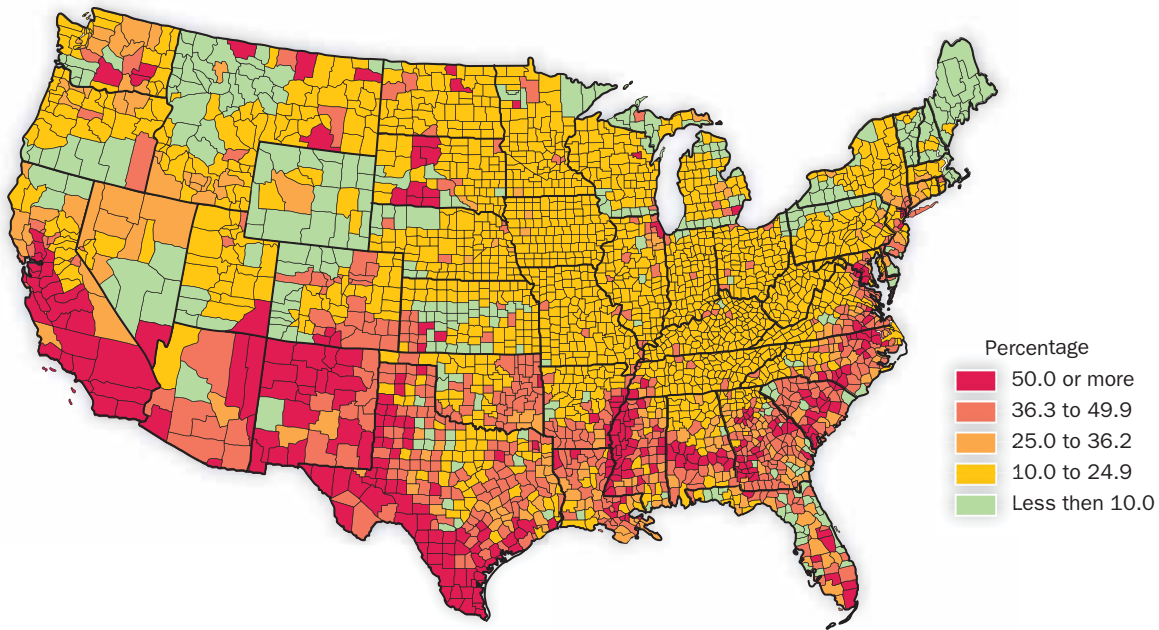 Percentage
50.0 or more
36.3 to 49.9
25.0 to 36.2
10.0 to 24.9
Less then 10.0